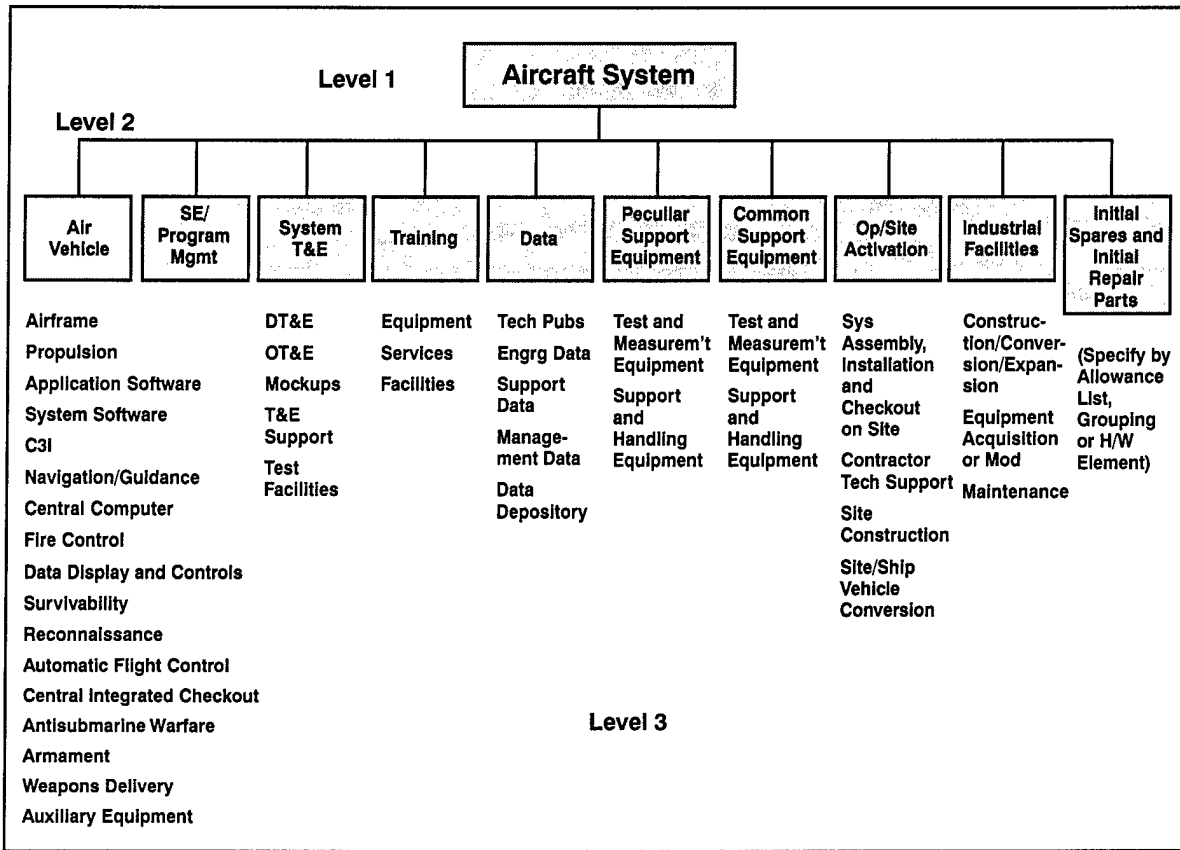 Level 1
Aircraft System
Level 2
Air
Vehicle
SE/
Program
Mgmt
System
T&E
Training
Data
Peculiar
Support
Equipment
Common
Support
Equipment
Op/Site
Activation
Industrial
Facilities
Initial
Spares and
Initial
Repair
Parts
Airframe
Propulsion
Application Software
System Software
C3I
Navigation/Guidance
Central Computer
Fire Control
Data Display and Controls
Survivability
Reconnaissance
Automatic Flight Control
Central Integrated Checkout
Antisubmarine Warfare
Armament
Weapons Delivery
Auxiliary Equipment
DT&E
OT&E
Mockups
T&E
Support
Test
Facilities
Equipment
Services
Facilities
Tech Pubs
Engrg Data
Support
Data
Manage-
ment Data
Data
Depository
Test and
Measurem't
Equipment
Support
and
Handling
Equipment
Test and
Measurem't
Equipment
Support
and
Handling
Equipment
Sys
Assembly,
Installation
and
Checkout
on Site
Contractor
Tech Support
Site
Construction
Site/Ship
Vehicle
Conversion
Construc-
tion/Conver-
sion/Expan-
sion
Equipment
Acquisition
or Mod
Maintenance
(Specify by
Allowance
List,
Grouping
or H/W
Element)
Level 3